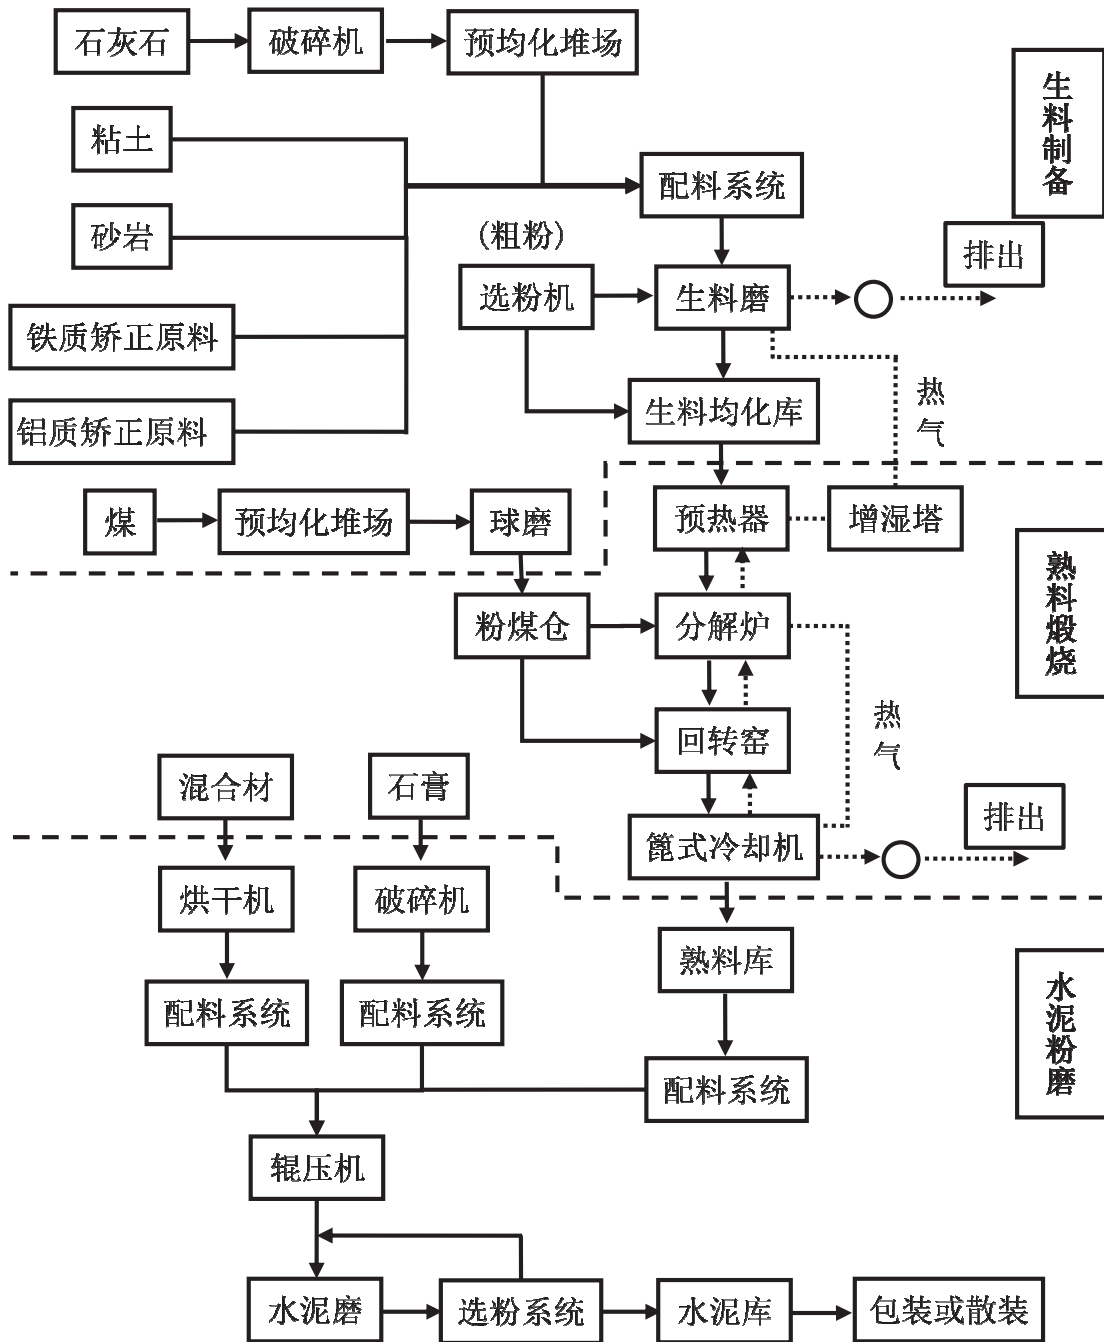 石灰石
破碎机
预均化堆场
生料制备
粘土
配料系统
砂岩
(粗粉)
排出
选粉机
生料磨
铁质矫正原料
热气
生料均化库
铝质矫正原料
煤
预均化堆场
球磨
预热器
增湿塔
熟料煅烧
粉煤仓
分解炉
热气
回转窑
混合材
石膏
排出
篦式冷却机
烘干机
破碎机
熟料库
水泥粉磨
配料系统
配料系统
配料系统
辊压机
水泥磨
选粉系统
水泥库
包装或散装